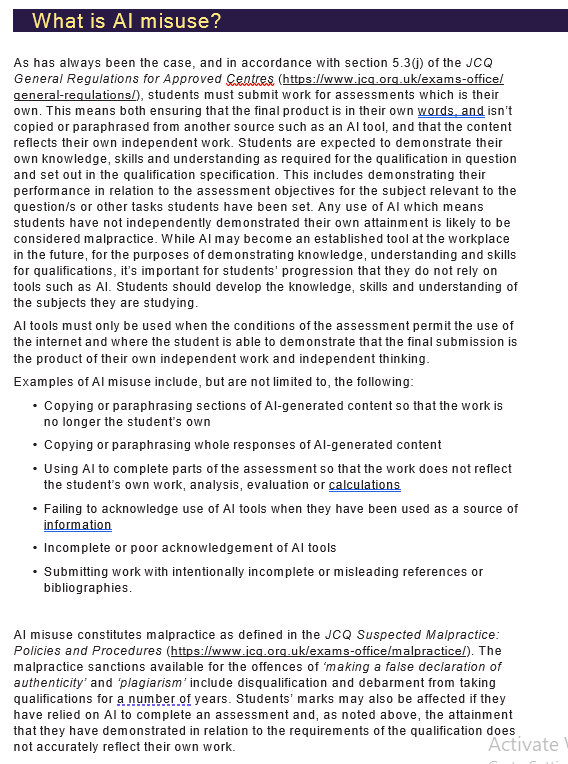 What is AI misuse?
As has always been the case, and in accordance with section 5.3(j) of the JCQ
General Regulations for Approved Centres (https://www.jcq.org.uk/exams-office/
general-regulations/), students must submit work for assessments which is their
own. This means both ensuring that the final product is in their own words, and isn't
copied or paraphrased from another source such as an AI tool, and that the content
reflects their own independent work. Students are expected to demonstrate their
own knowledge, skills and understanding as required for the qualification in question
and set out in the qualification specification. This includes demonstrating their
performance in relation to the assessment objectives for the subject relevant to the
question/s or other tasks students have been set. Any use of AI which means
students have not independently demonstrated their own attainment is likely to be
considered malpractice. While AI may become an established tool at the workplace
in the future, for the purposes of demonstrating knowledge, understanding and skills
for qualifications, it's important for students' progression that they do not rely on
tools such as AI. Students should develop the knowledge, skills and understanding of
the subjects they are studying.
AI tools must only be used when the conditions of the assessment permit the use of
the internet and where the student is able to demonstrate that the final submission is
the product of their own independent work and independent thinking.
Examples of AI misuse include, but are not limited to, the following:
• Copying or paraphrasing sections of AI-generated content so that the work is
no longer the student's own
• Copying or paraphrasing whole responses of AI-generated content
• Using AI to complete parts of the assessment so that the work does not reflect
the student's own work, analysis, evaluation or calculations
• Failing to acknowledge use of AI tools when they have been used as a source of
information
• Incomplete or poor acknowledgement of AI tools
• Submitting work with intentionally incomplete or misleading references or
bibliographies.
AI misuse constitutes malpractice as defined in the JCQ Suspected Malpractice:
Policies and Procedures (https://www.jcq.org.uk/exams-office/malpractice/). The
malpractice sanctions available for the offences of 'making a false declaration of
authenticity' and 'plagiarism' include disqualification and debarment from taking
qualifications for a number of years. Students' marks may also be affected if they
have relied on AI to complete an assessment and, as noted above, the attainment
that they have demonstrated in relation to the requirements of the qualification does
not accurately reflect their own work.
Activate